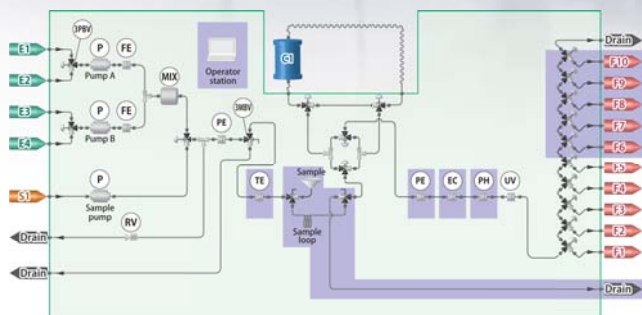 E1
3PBV
P
FE
E2
Pump A
MIX
Operator
station
C1
E3
P
FE
E4
Pump B
PE
3MBV
S1
P
Sample
pump
TE
Sample
Sample
loop
PE
EC
PH
UV
RV
Drain
Drain
Drain
F10
F9
F8
F7
F6
F5
F4
F3
F2
F1
Drain